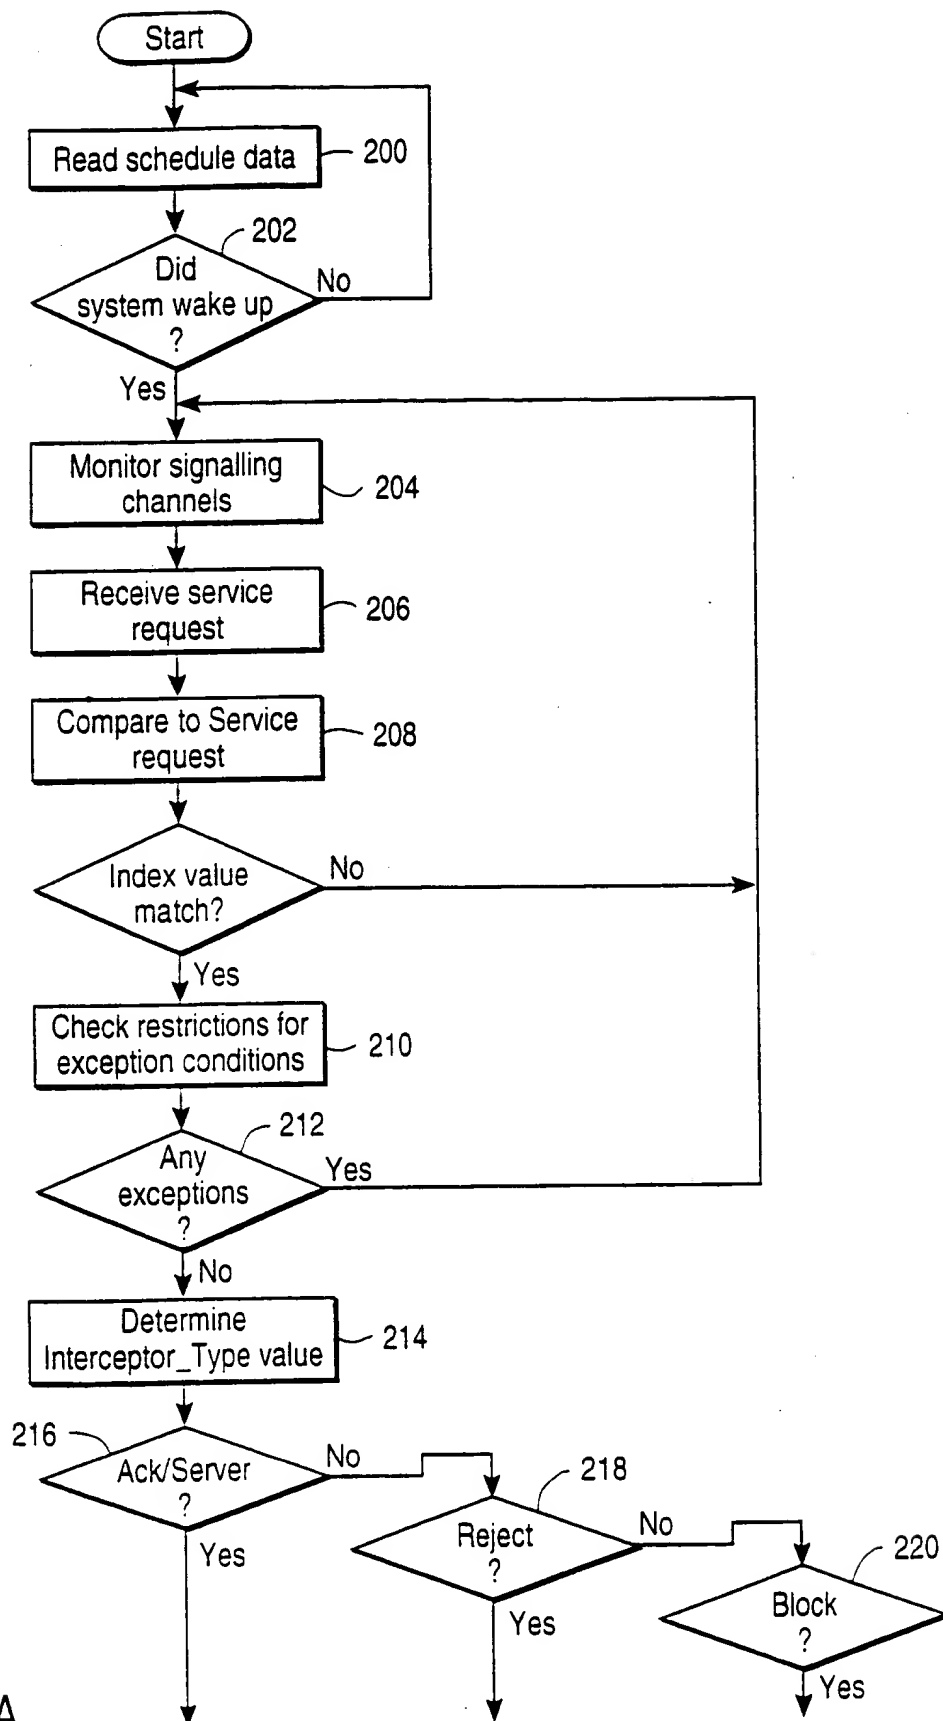 Start
Read schedule data
200
202
Did
system wake up
?
No
Yes
Monitor signalling
channels
204
Receive service
request
206
Compare to Service
request
208
Index value
match?
No
Yes
Check restrictions for
exception conditions
210
212
Any
exceptions
?
Yes
No
Determine
Interceptor_Type value
214
216
Ack/Server
?
No
Yes
218
Reject
?
No
Yes
220
Block
?
Yes